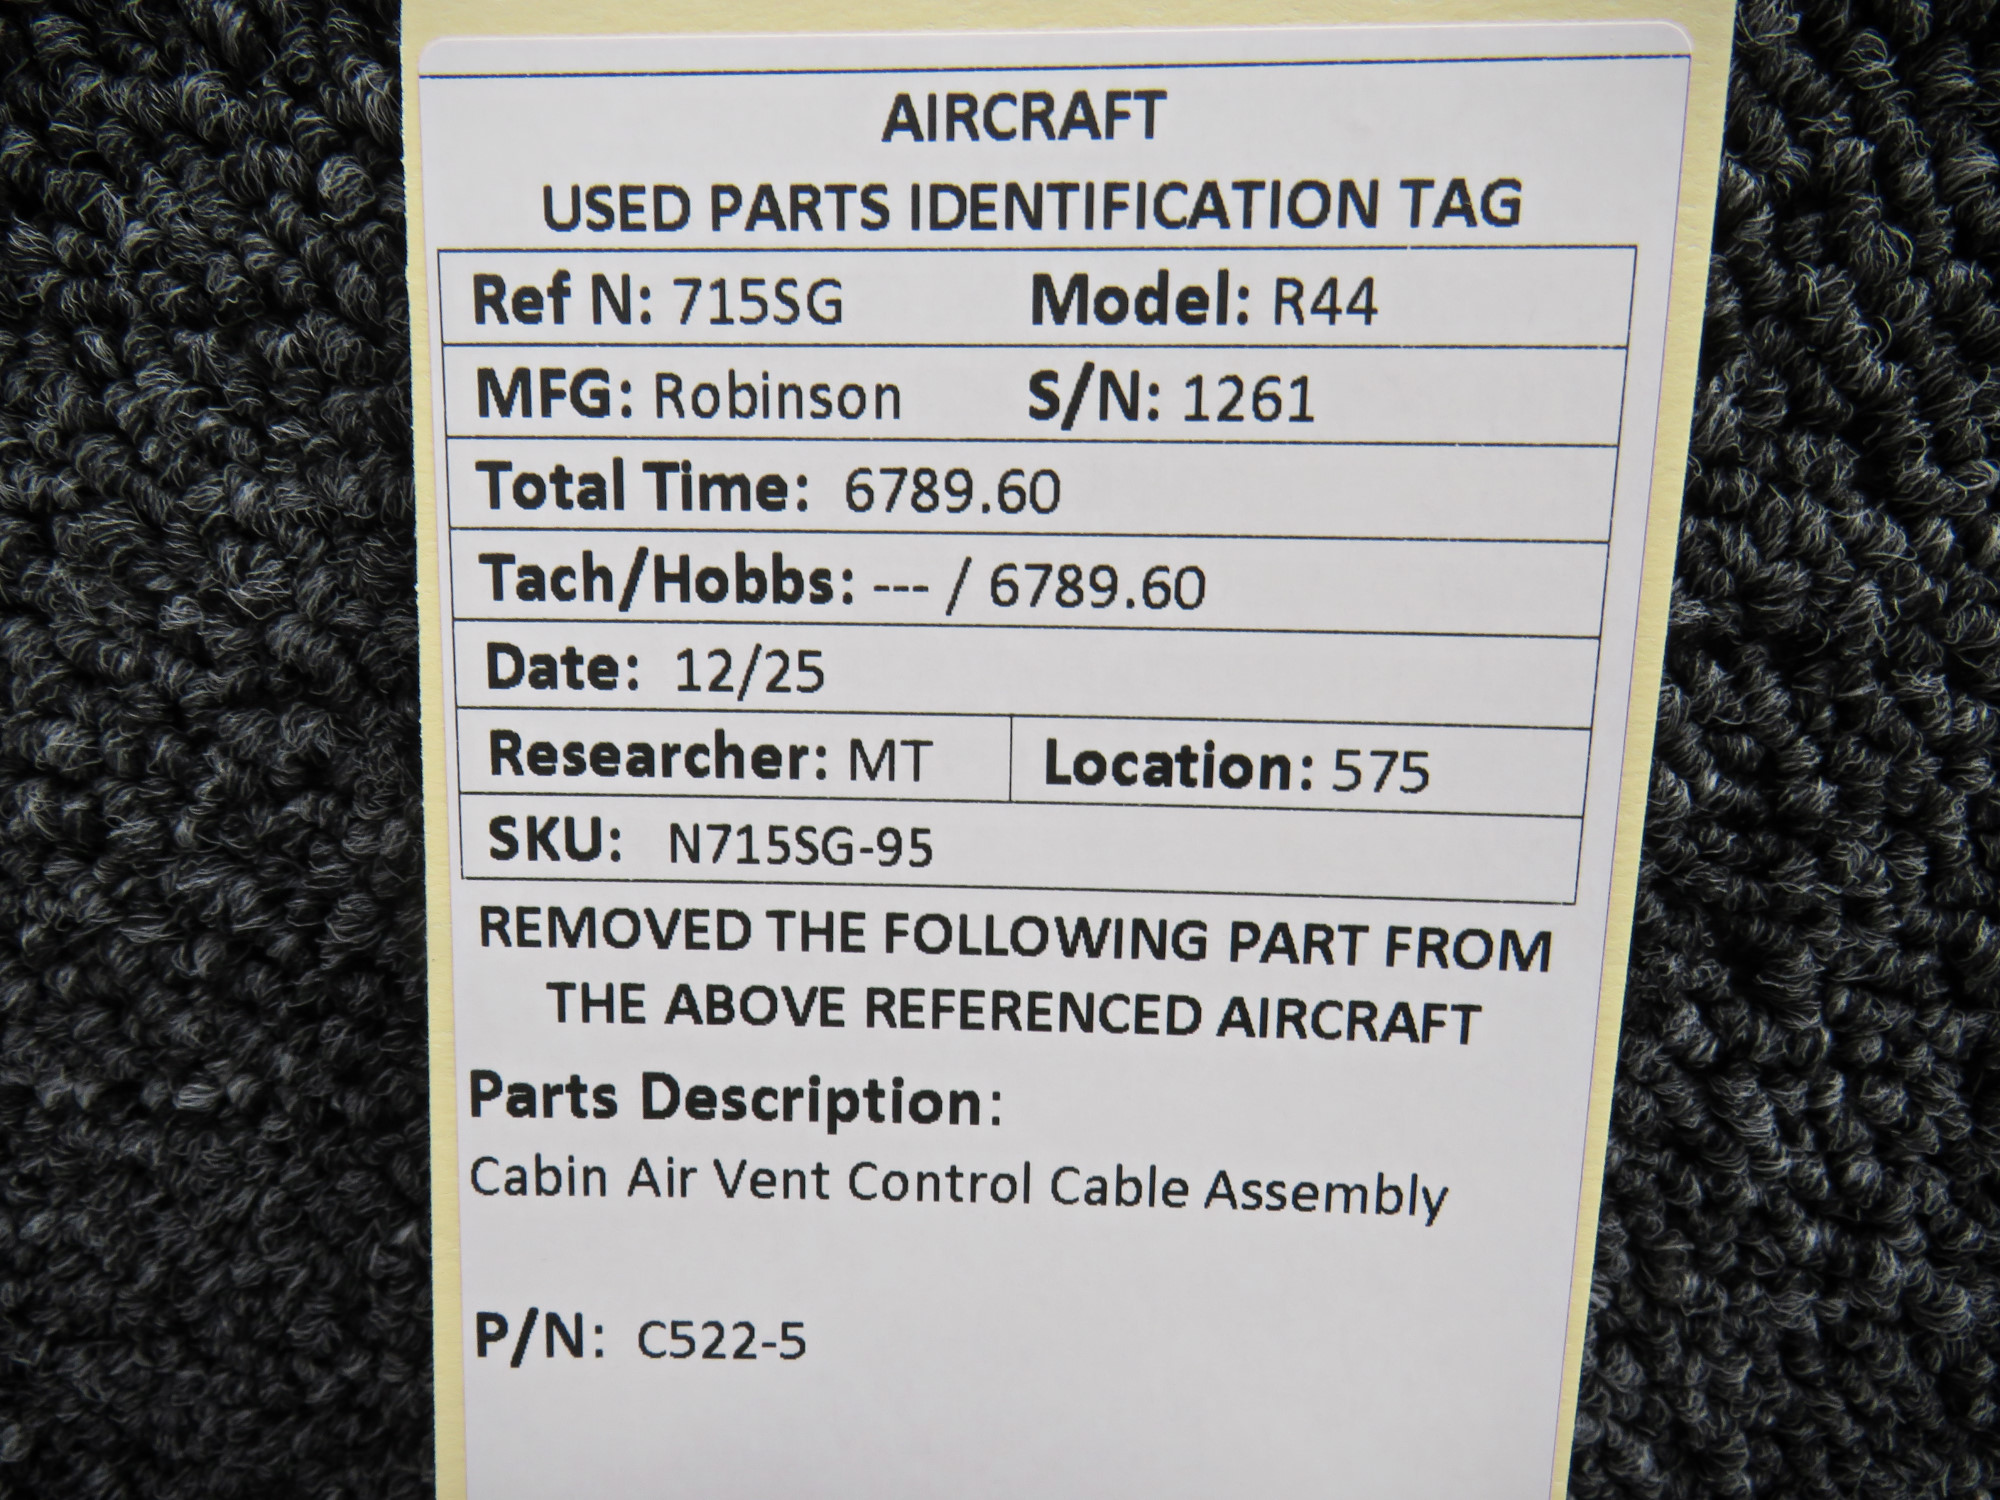 AIRCRAFT
USED PARTS IDENTIFICATION TAG
Ref N: 715SG Model: R44
MFG: Robinson S/N: 1261
Total Time: 6789.60
Tach/Hobbs: --- / 6789.60
Date: 12/25
Researcher: MT Location: 575
SKU: N715SG-95
REMOVED THE FOLLOWING PART FROM
THE ABOVE REFERENCED AIRCRAFT
Parts Description:
Cabin Air Vent Control Cable Assembly
P/N: C522-5